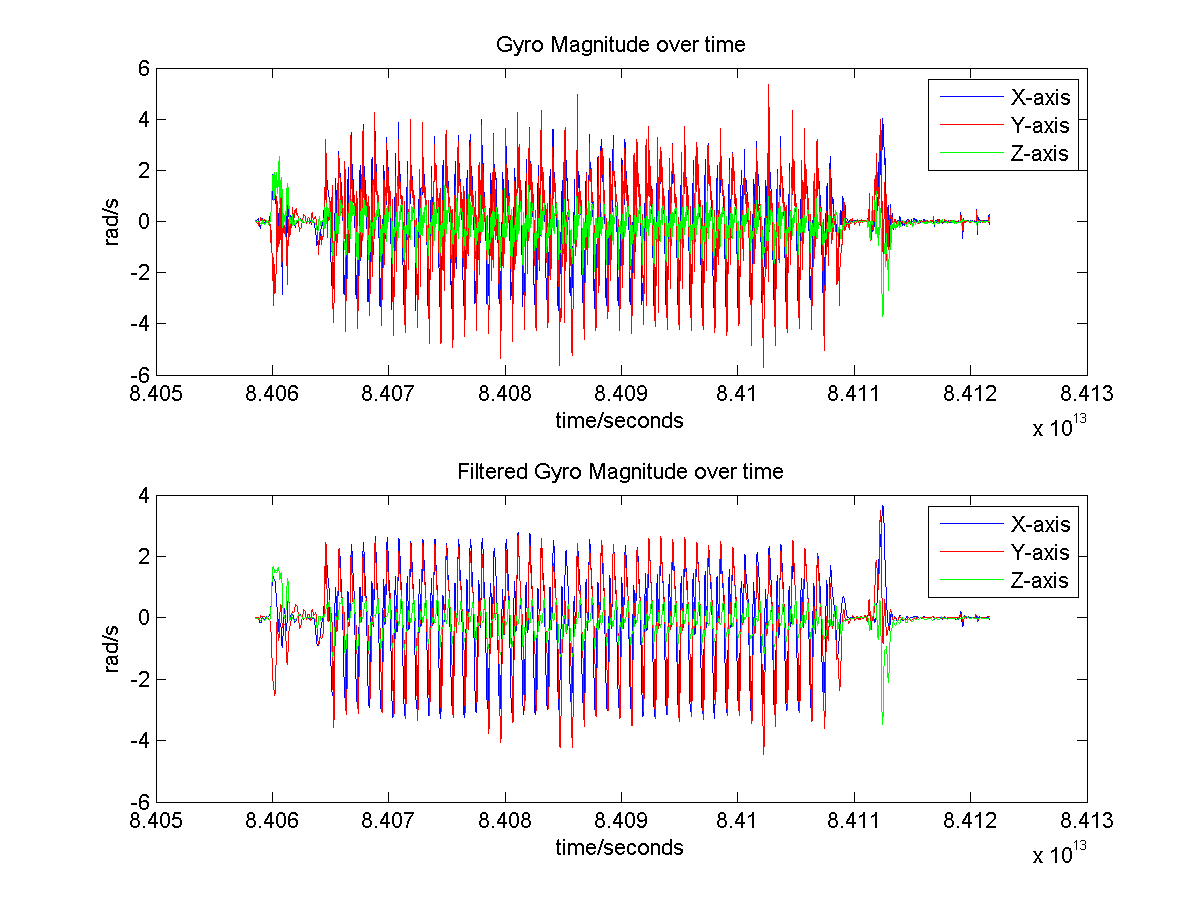 Gyro Magnitude over time
6
4
2
0
-2
-4
-6
rad/s
X-axis
Y-axis
Z-axis
8.405 8.406 8.407 8.408 8.409 8.41 8.411 8.412 8.413
time/seconds
x 10^13
Filtered Gyro Magnitude over time
4
2
0
-2
-4
-6
rad/s
X-axis
Y-axis
Z-axis
8.405 8.406 8.407 8.408 8.409 8.41 8.411 8.412 8.413
time/seconds
x 10^13